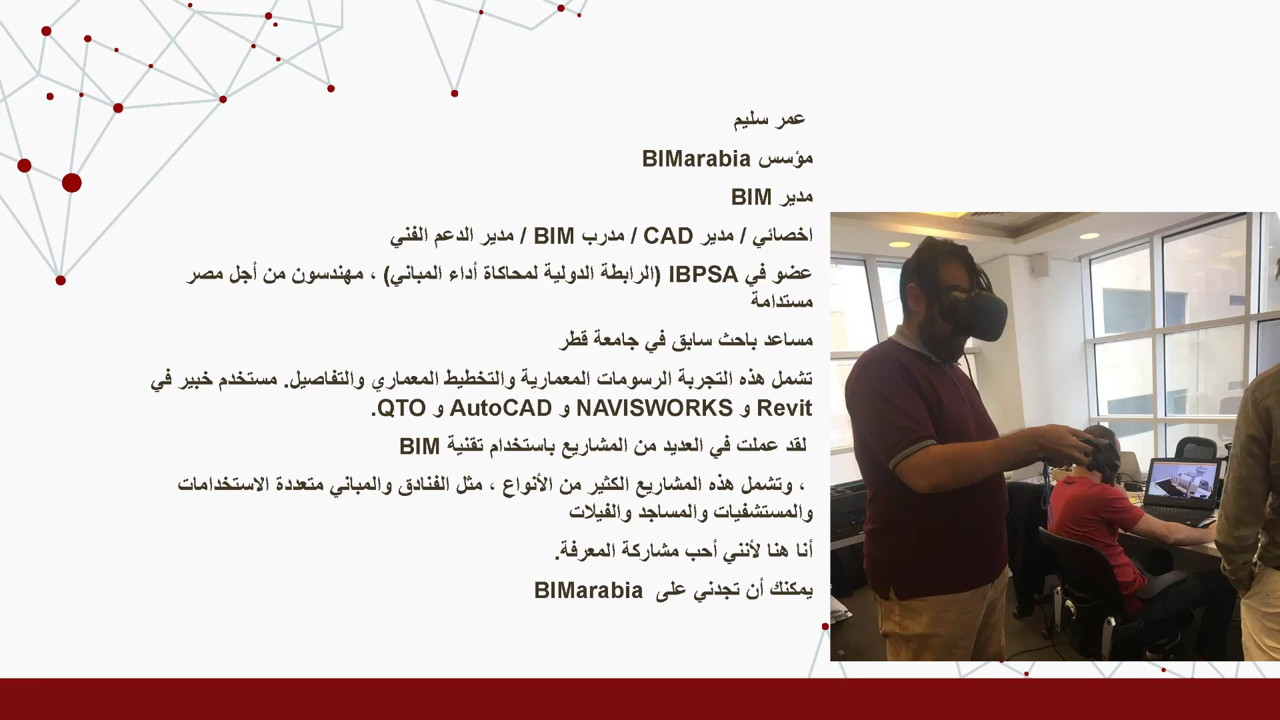 عمر سليم
مؤسس BIMarabia
مدير BIM
اخصائي / مدير CAD / مدرب BIM / مدير الدعم الفني
عضو في IBPSA (الرابطة الدولية لمحاكاة أداء المباني) ، مهندسون من أجل مصر
مستدامة
مساعد باحث سابق في جامعة قطر
تشمل هذه التجربة الرسومات المعمارية والتخطيط المعماري والتفاصيل. مستخدم خبير في
Revit و NAVISWORKS و AutoCAD و QTO.
لقد عملت في العديد من المشاريع باستخدام تقنية BIM
، وتشمل هذه المشاريع الكثير من الأنواع ، مثل الفنادق والمباني متعددة الاستخدامات
والمستشفيات والمساجد والفيلات
أنا هنا لأنني أحب مشاركة المعرفة.
يمكنك أن تجدني على BIMarabia